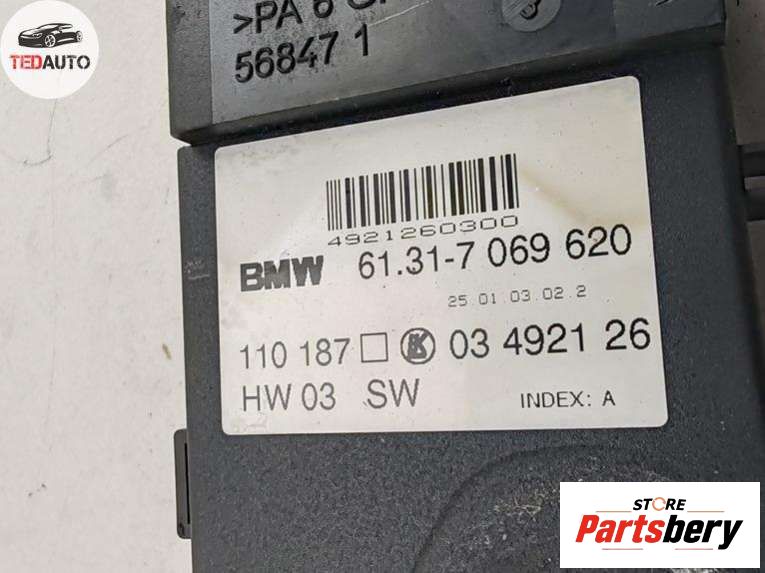 TEDAUTO
>PA 6
56847 1
4921260300
BMW 61.31-7 069 620
25 01 03 02 2
110 187 □ K 03 4921 26
HW 03 SW
INDEX: A
STORE
Partsbery